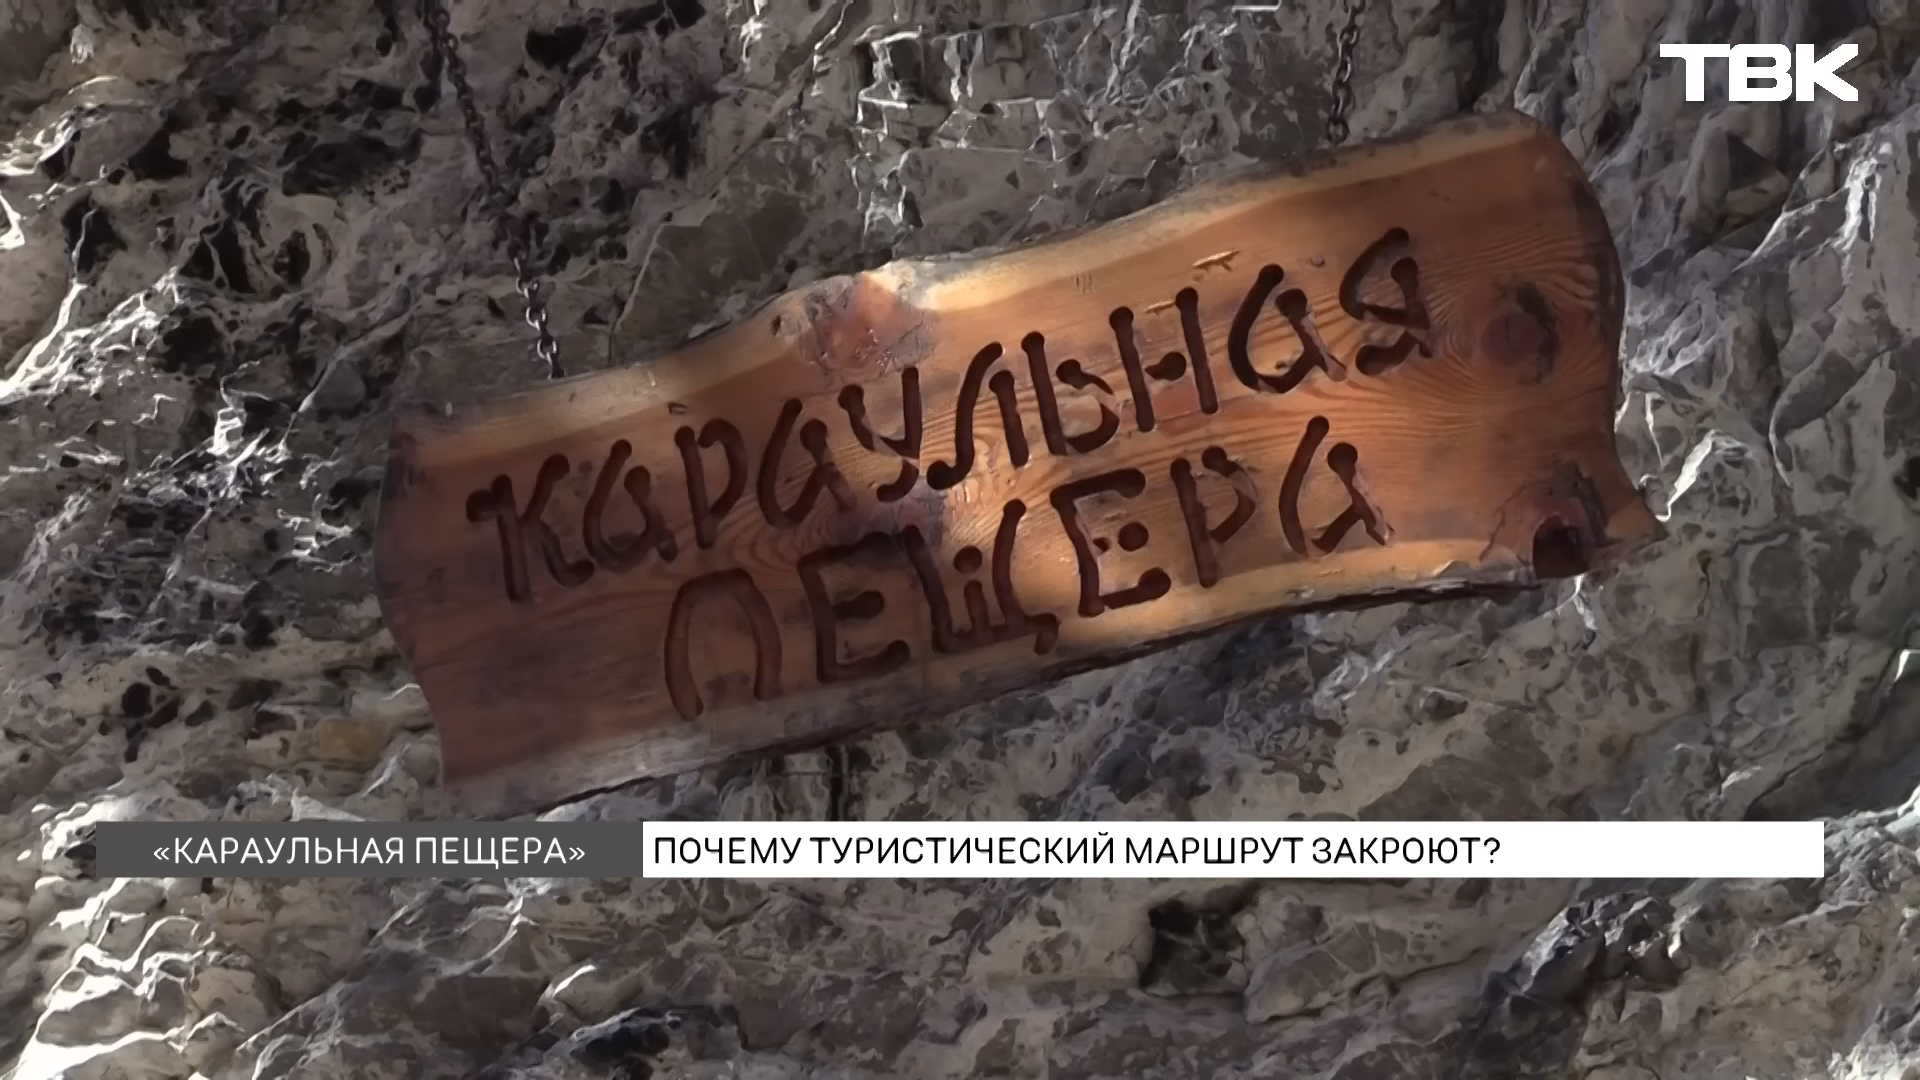 ТВК
КАРАУЛЬНАЯ
ПЕЩЕРА
«КАРАУЛЬНАЯ ПЕЩЕРА» ПОЧЕМУ ТУРИСТИЧЕСКИЙ МАРШРУТ ЗАКРОЮТ?